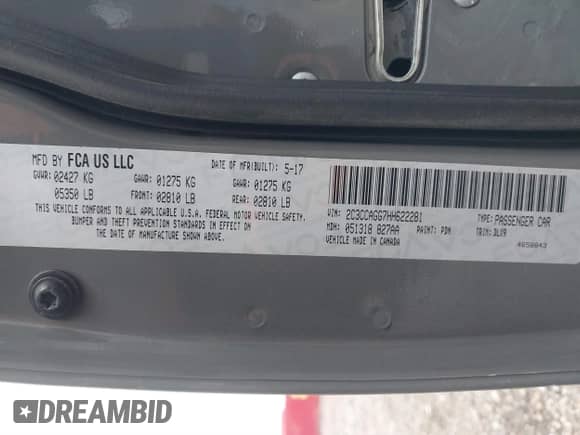 MFD BY FCA US LLC DATE OF MFR(BUILT): 5-17
GVWR: 02427 KG GAWR: 01275 KG GAWR: 01275 KG
05350 LB FRONT: 02810 LB REAR: 02810 LB
THIS VEHICLE CONFORMS TO ALL APPLICABLE U.S.A.
FEDERAL MOTOR VEHICLE SAFETY,
BUMPER AND THEFT PREVENTION STANDARDS IN EFFECT ON
THE DATE OF MANUFACTURE SHOWN ABOVE.
VIN: 2C3CCAGG7HH622281 TYPE: PASSENGER CAR
MDH: 051318 827AA PAINT: PDN TRIM: DLX9
VEHICLE MADE IN CANADA 4658043
DREAMBID